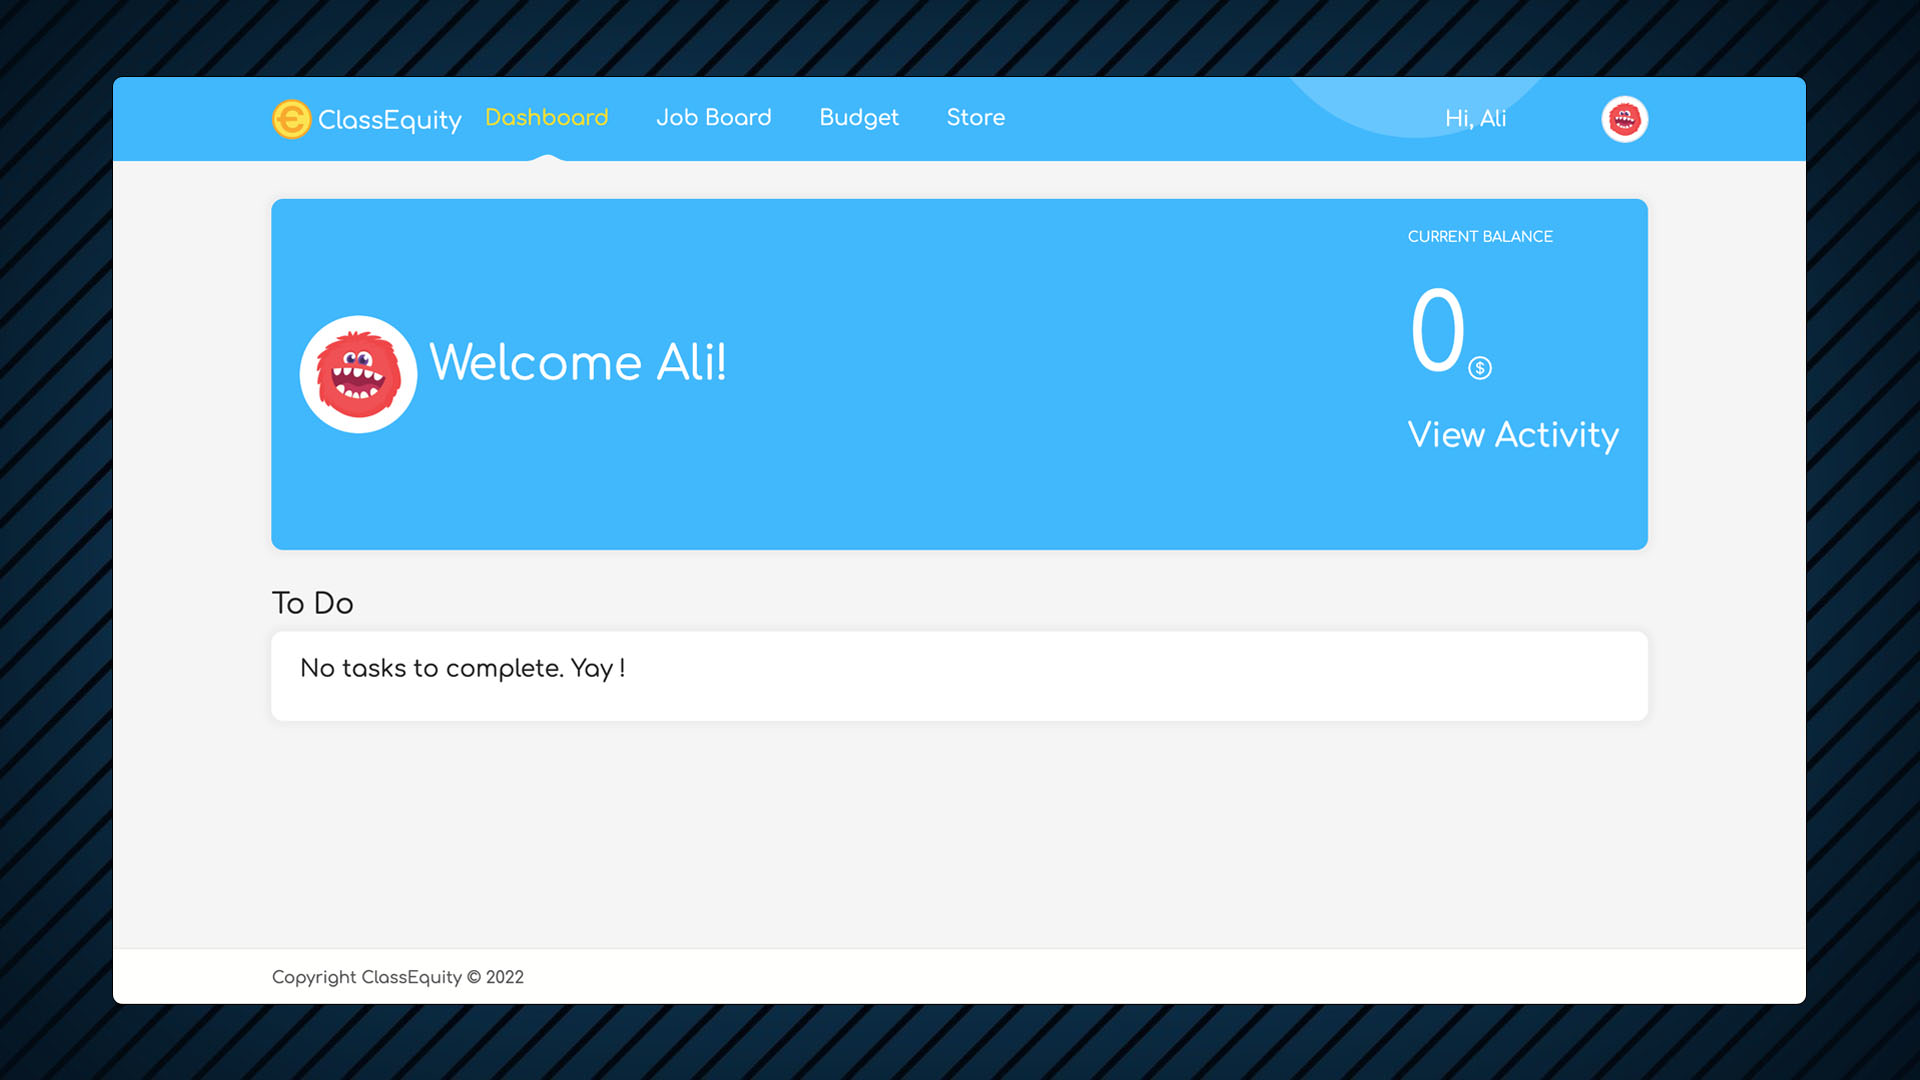 ClassEquity Dashboard Job Board Budget Store Hi, Ali
CURRENT BALANCE
Welcome Ali!
0 $
View Activity
To Do
No tasks to complete. Yay !
Copyright ClassEquity © 2022